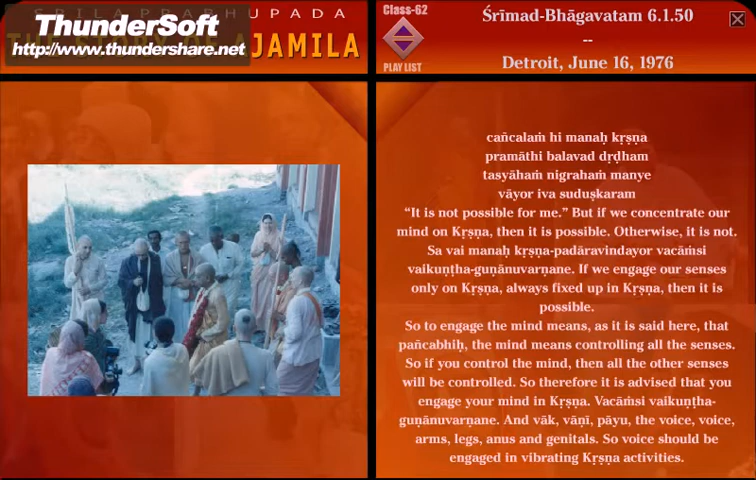 SRILA PRABHUPADA
ThunderSoft
http://www.thundershare.net
THE STORY OF AJAMILA
Class-62
PLAY LIST
Śrīmad-Bhāgavatam 6.1.50
--
Detroit, June 16, 1976
cañcalaṁ hi manaḥ kṛṣṇa
pramāthi balavad dṛḍham
tasyāhaṁ nigrahaṁ manye
vāyor iva suduṣkaram
“It is not possible for me.” But if we concentrate our
mind on Kṛṣṇa, then it is possible. Otherwise, it is not.
Sa vai manaḥ kṛṣṇa-padāravindayor vacāṁsi
vaikuṇṭha-guṇānuvarṇane. If we engage our senses
only on Kṛṣṇa, always fixed up in Kṛṣṇa, then it is
possible.
So to engage the mind means, as it is said here, that
pañcabhiḥ, the mind means controlling all the senses.
So if you control the mind, then all the other senses
will be controlled. So therefore it is advised that you
engage your mind in Kṛṣṇa. Vacāṁsi vaikuṇṭha-
guṇānuvarṇane. And vāk, vāṇī, pāyu, the voice, voice,
arms, legs, anus and genitals. So voice should be
engaged in vibrating Kṛṣṇa activities.